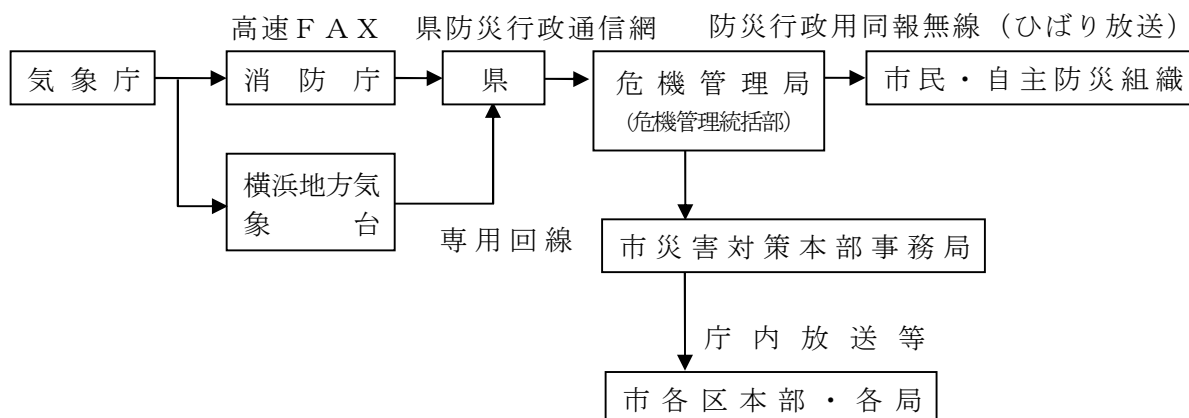 高速ＦＡＸ 県防災行政通信網 防災行政用同報無線（ひばり放送）
気象庁 消防庁 県 危機管理局 市民・自主防災組織
（危機管理統括部）
横浜地方気
象台
専用回線
市災害対策本部事務局
庁内放送等
市各区本部・各局